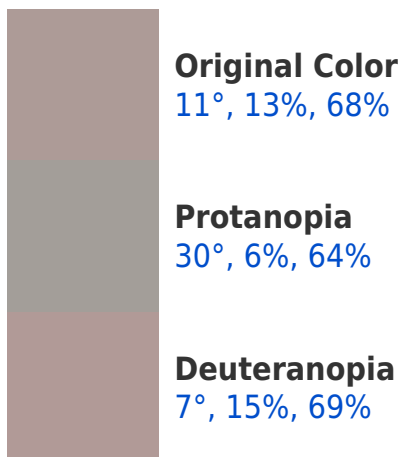 Original Color
11°, 13%, 68%
Protanopia
30°, 6%, 64%
Deuteranopia
7°, 15%, 69%